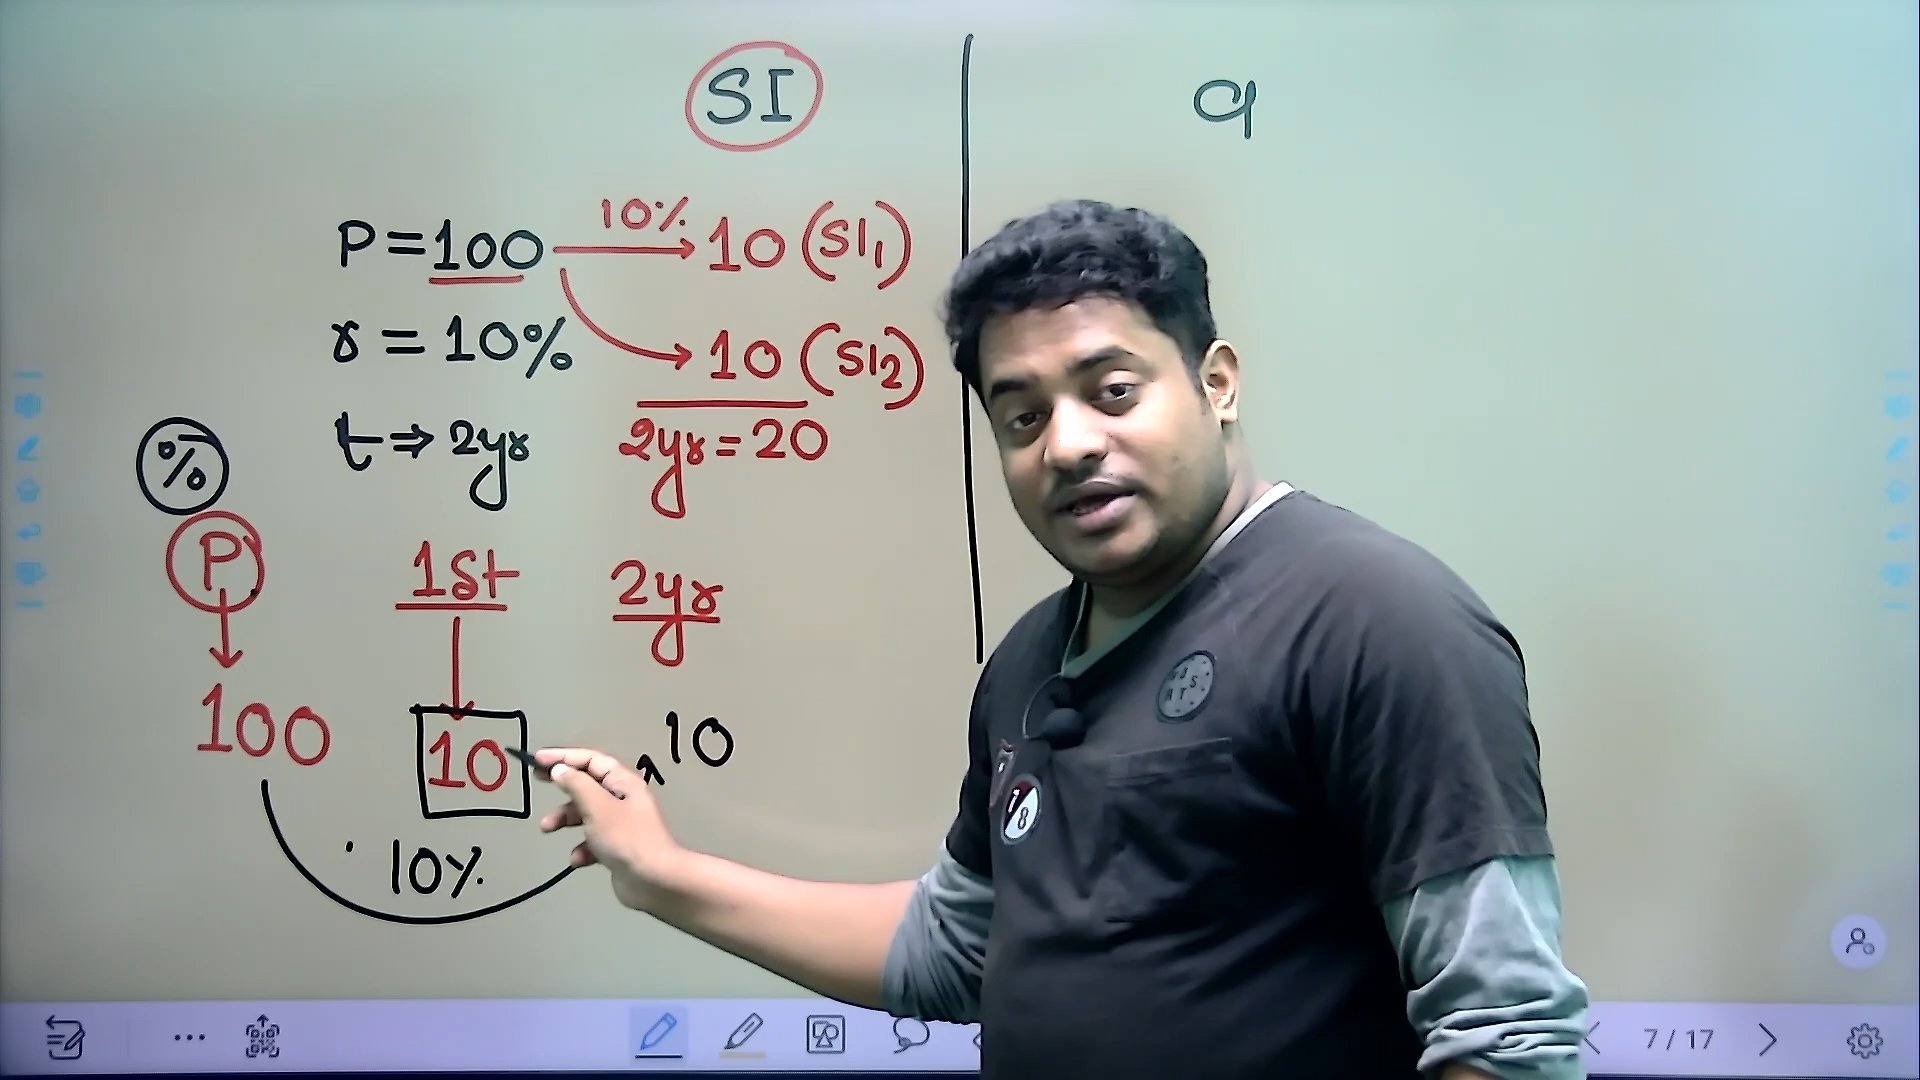 SI
CI
P=100 10% 10 (SI1)
r = 10% 10 (SI2)
t ⇒ 2yr 2yr = 20
%
P 1st 2yr
100 10 10
10%
7/17